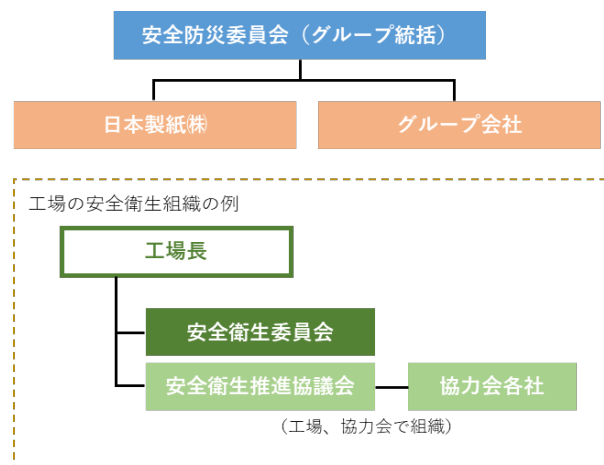 安全防災委員会（グループ統括）
日本製紙㈱
グループ会社
工場の安全衛生組織の例
工場長
安全衛生委員会
安全衛生推進協議会
協力会各社
（工場、協力会で組織）